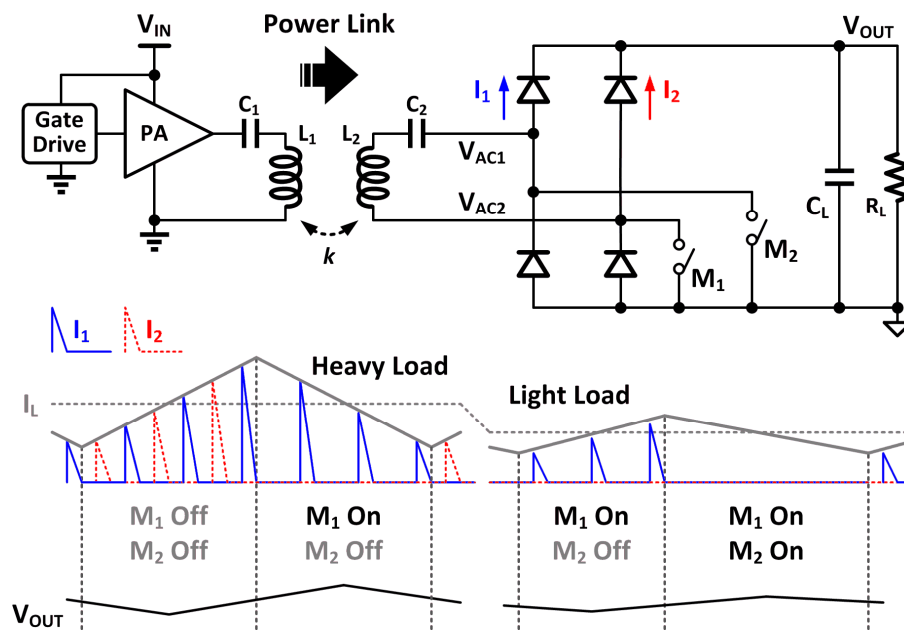 V_IN
Power Link
V_OUT
Gate
Drive
PA
C_1
L_1
L_2
C_2
V_AC1
V_AC2
k
I_1
I_2
M_1
M_2
C_L
R_L
I_1
I_2
Heavy Load
Light Load
I_L
M_1 Off
M_2 Off
M_1 On
M_2 Off
M_1 On
M_2 Off
M_1 On
M_2 On
V_OUT